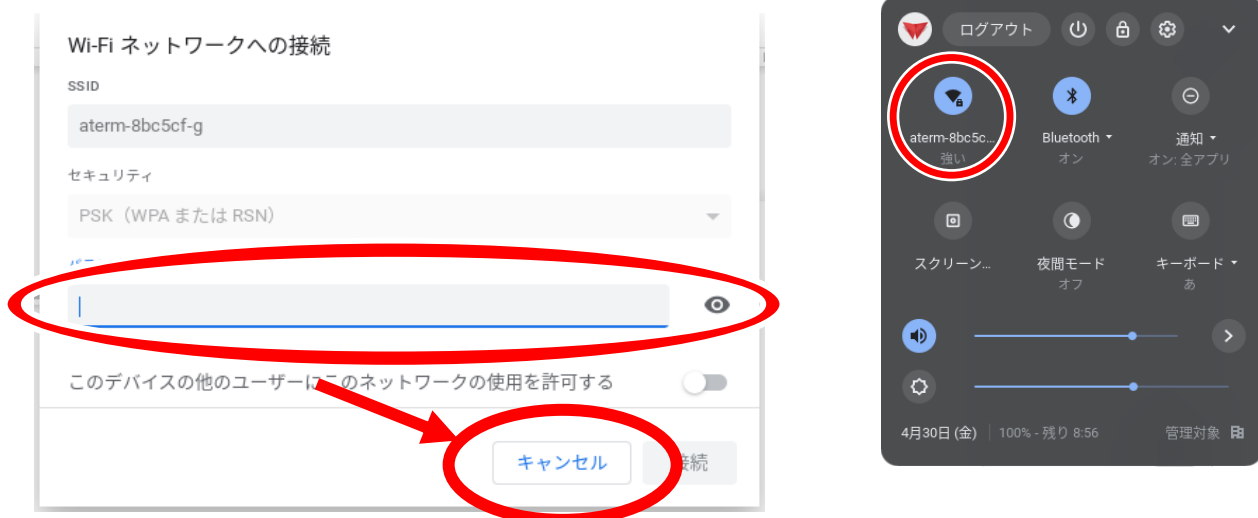 Wi-Fi ネットワークへの接続
SSID
aterm-8bc5cf-g
セキュリティ
PSK（WPA または RSN）
このデバイスの他のユーザーにこのネットワークの使用を許可する
キャンセル
接続
ログアウト
aterm-8bc5c...
強い
Bluetooth
オン
通知
オン: 全アプリ
スクリーン...
夜間モード
オフ
キーボード
あ
4月30日 (金)
100% - 残り 8:56
管理対象